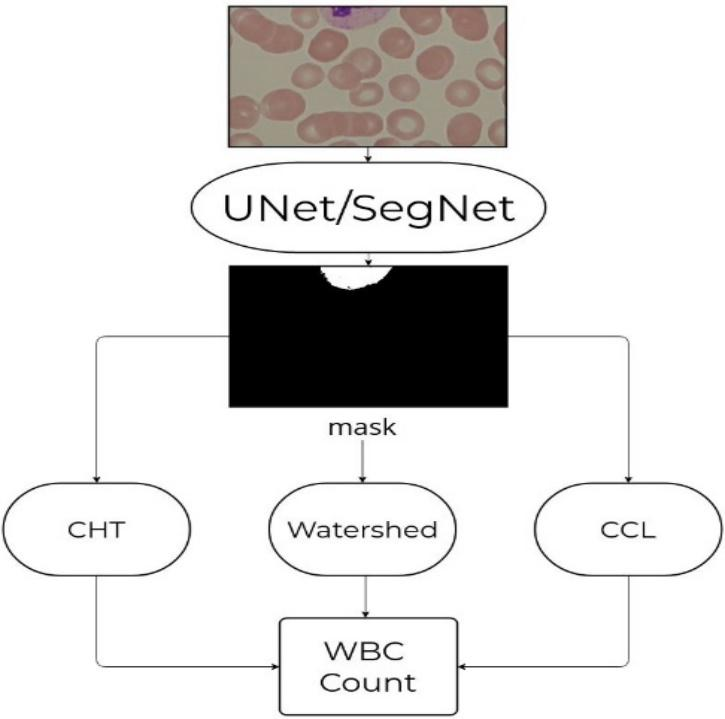 UNet/SegNet
mask
CHT
Watershed
CCL
WBC
Count